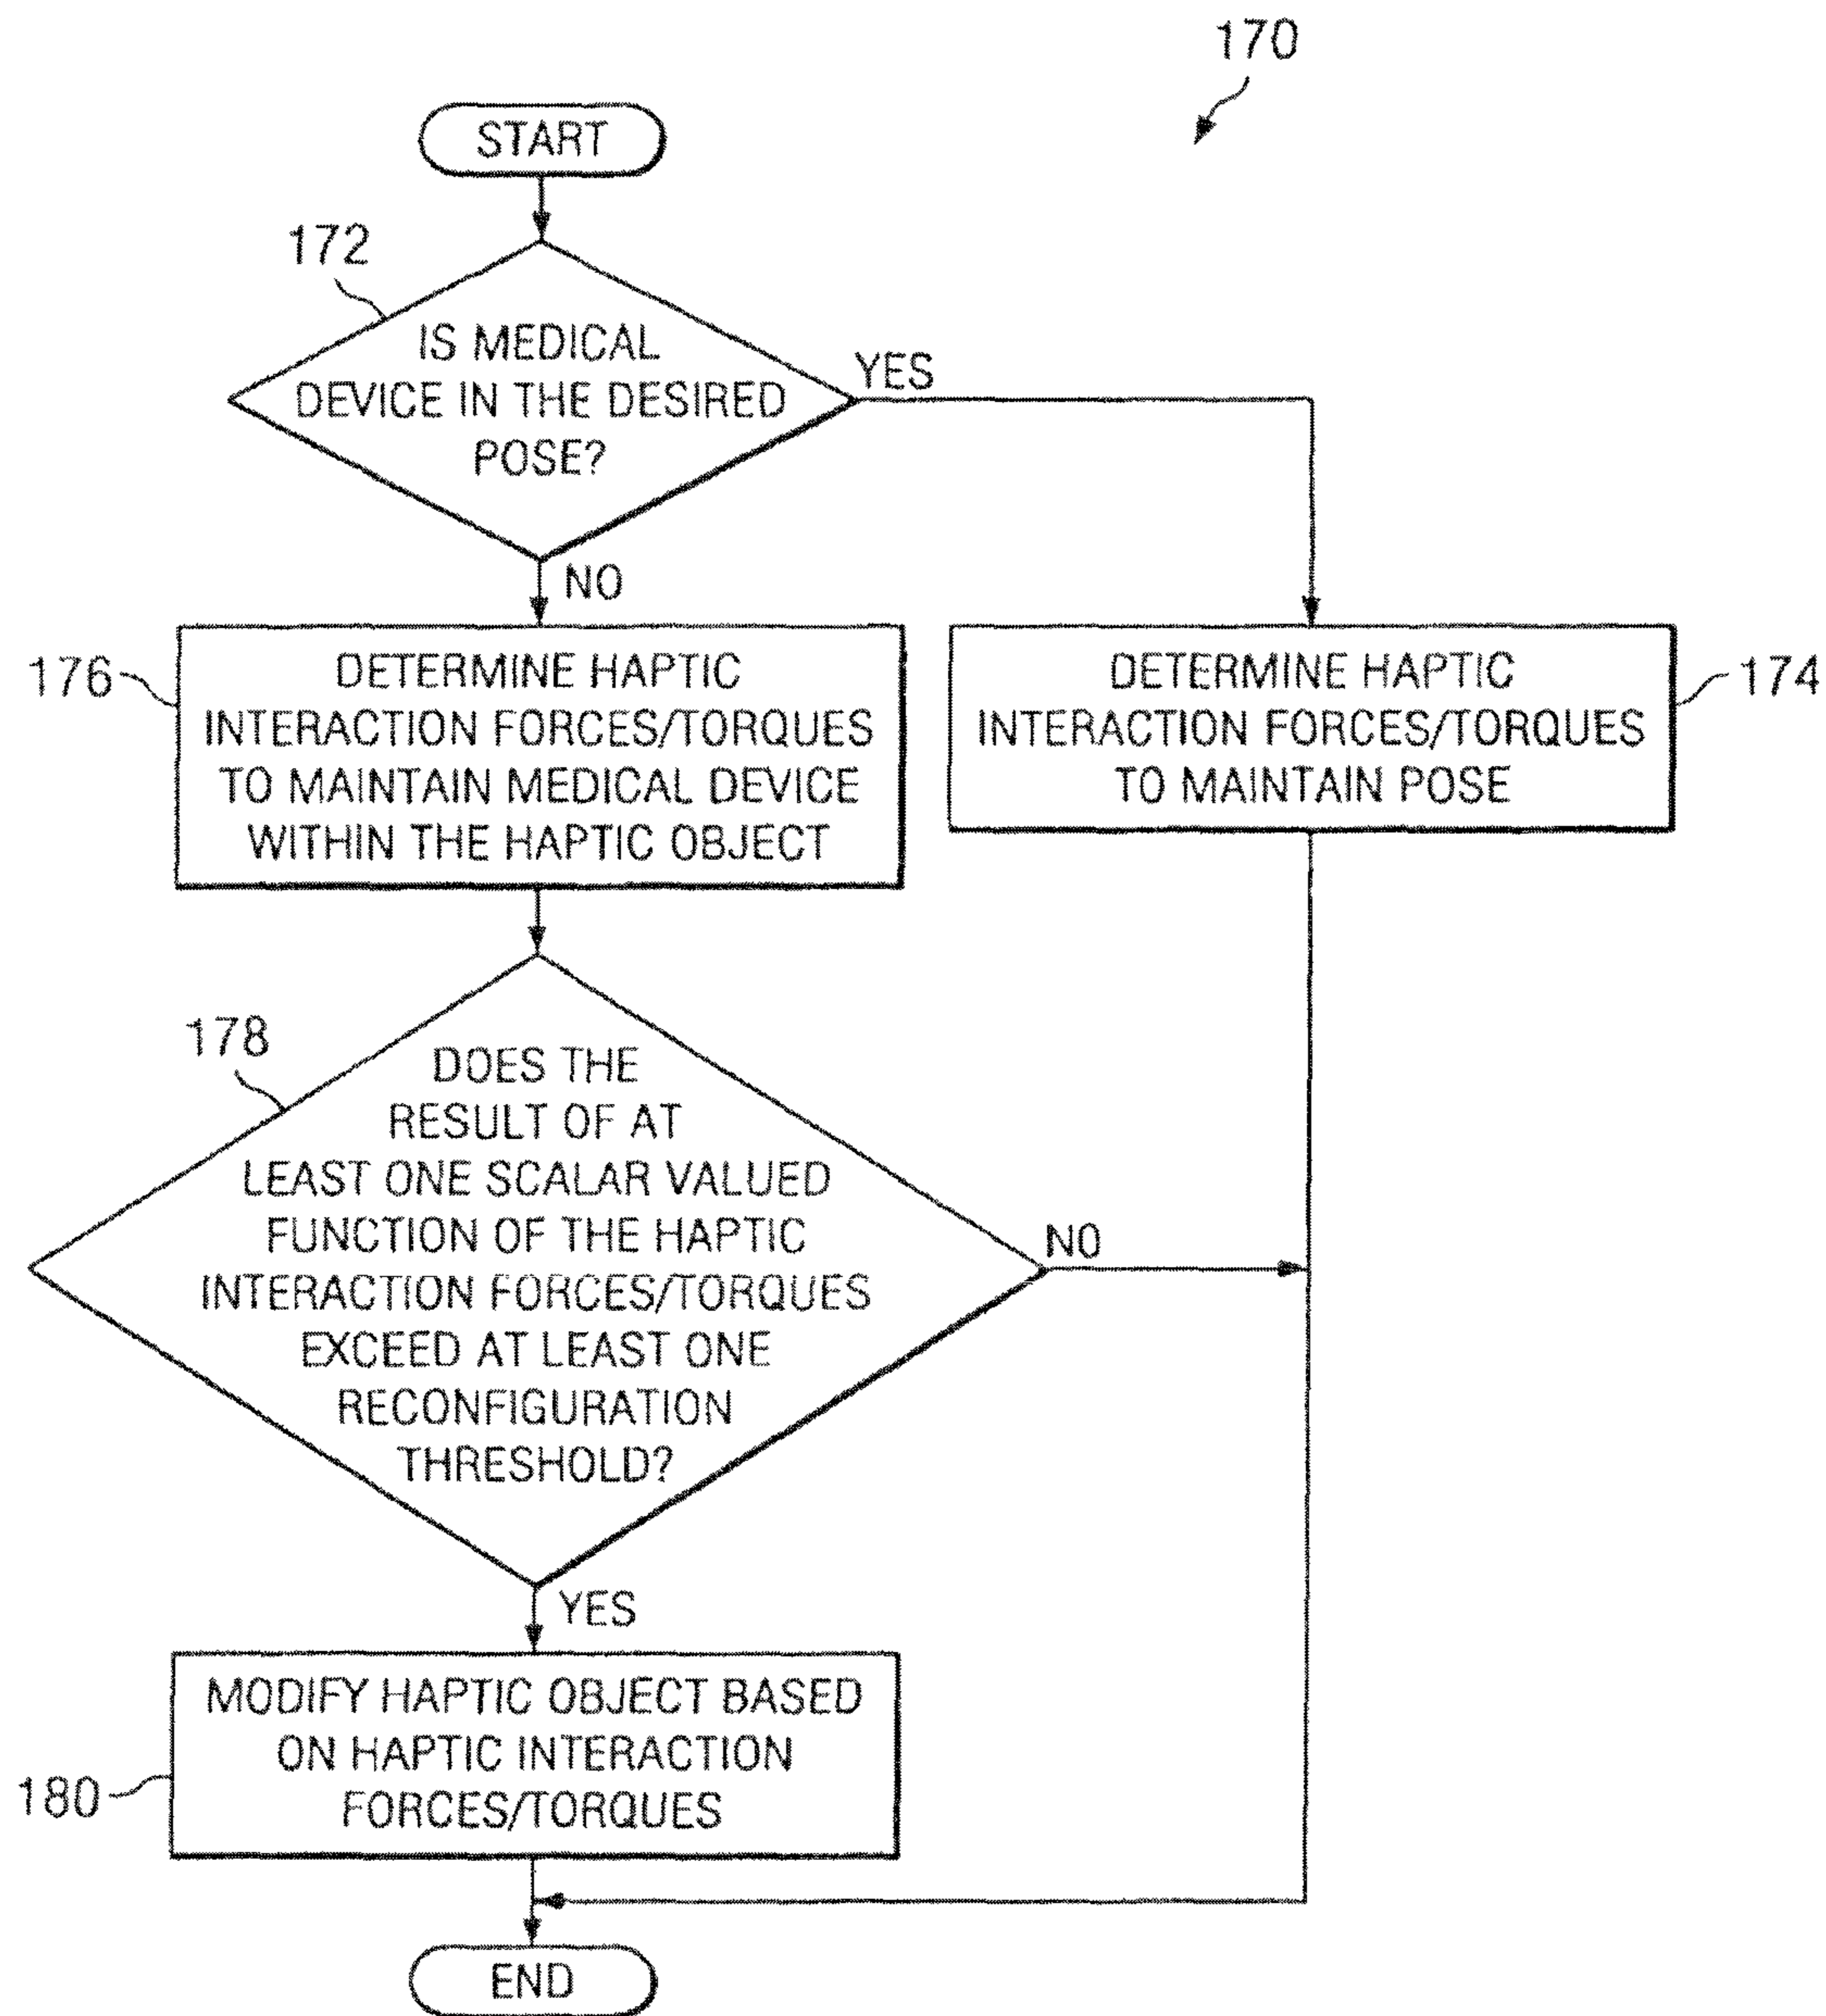 170
START
172
IS MEDICAL
DEVICE IN THE DESIRED
POSE?
YES
NO
176
DETERMINE HAPTIC
INTERACTION FORCES/TORQUES
TO MAINTAIN MEDICAL DEVICE
WITHIN THE HAPTIC OBJECT
DETERMINE HAPTIC
INTERACTION FORCES/TORQUES
TO MAINTAIN POSE
174
178
DOES THE
RESULT OF AT
LEAST ONE SCALAR VALUED
FUNCTION OF THE HAPTIC
INTERACTION FORCES/TORQUES
EXCEED AT LEAST ONE
RECONFIGURATION
THRESHOLD?
NO
YES
MODIFY HAPTIC OBJECT BASED
ON HAPTIC INTERACTION
FORCES/TORQUES
180
END